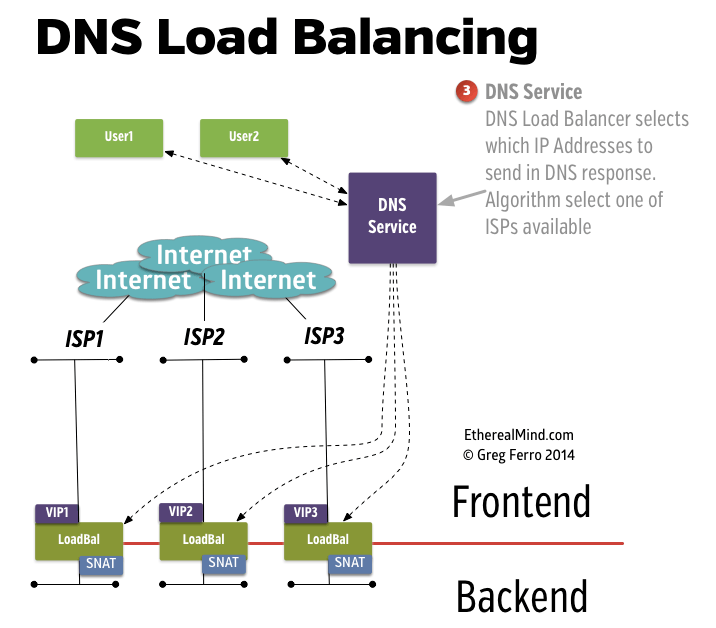 DNS Load Balancing
3 DNS Service
DNS Load Balancer selects
which IP Addresses to
send in DNS response.
Algorithm select one of
ISPs available
User1
User2
DNS
Service
Internet
Internet
Internet
ISP1
ISP2
ISP3
EtherealMind.com
© Greg Ferro 2014
Frontend
VIP1
VIP2
VIP3
LoadBal
LoadBal
LoadBal
SNAT
SNAT
SNAT
Backend